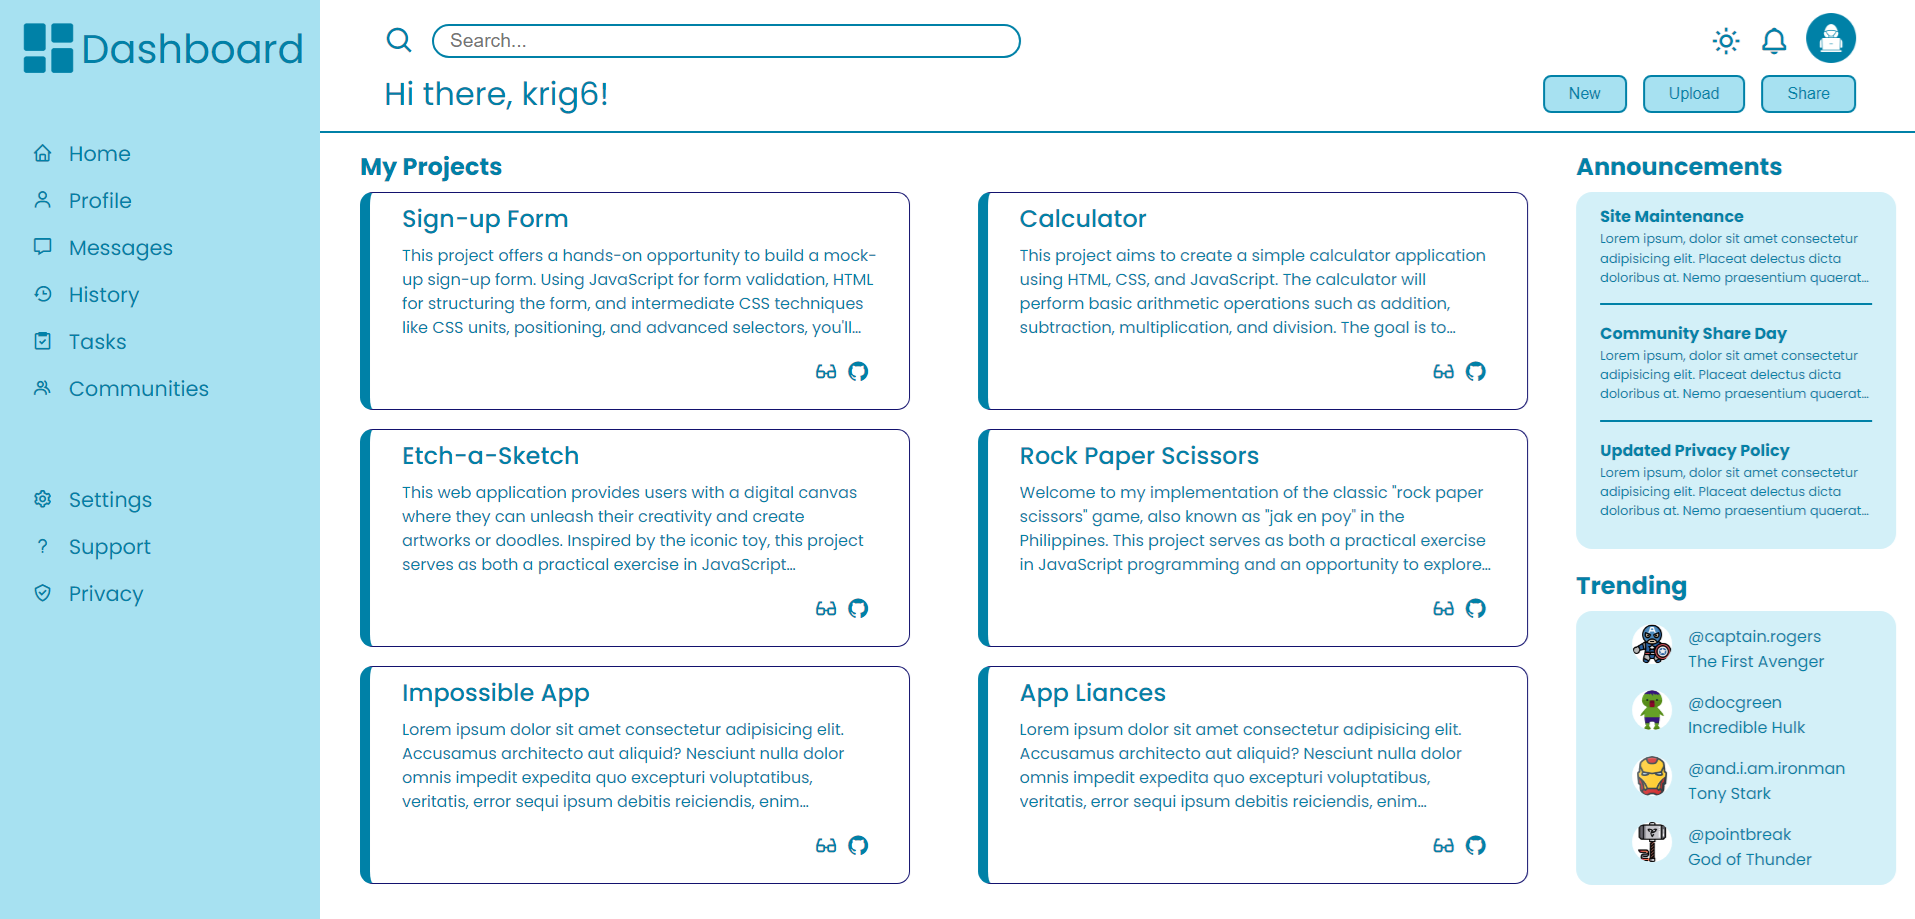 Dashboard
Home
Profile
Messages
History
Tasks
Communities
Settings
Support
Privacy
Search...
Hi there, krig6!
New
Upload
Share
My Projects
Sign-up Form
This project offers a hands-on opportunity to build a mock-
up sign-up form. Using JavaScript for form validation, HTML
for structuring the form, and intermediate CSS techniques
like CSS units, positioning, and advanced selectors, you'll...
Calculator
This project aims to create a simple calculator application
using HTML, CSS, and JavaScript. The calculator will
perform basic arithmetic operations such as addition,
subtraction, multiplication, and division. The goal is to...
Etch-a-Sketch
This web application provides users with a digital canvas
where they can unleash their creativity and create
artworks or doodles. Inspired by the iconic toy, this project
serves as both a practical exercise in JavaScript...
Rock Paper Scissors
Welcome to my implementation of the classic "rock paper
scissors" game, also known as "jak en poy" in the
Philippines. This project serves as both a practical exercise
in JavaScript programming and an opportunity to explore...
Impossible App
Lorem ipsum dolor sit amet consectetur adipisicing elit.
Accusamus architecto aut aliquid? Nesciunt nulla dolor
omnis impedit expedita quo excepturi voluptatibus,
veritatis, error sequi ipsum debitis reiciendis, enim...
App Liances
Lorem ipsum dolor sit amet consectetur adipisicing elit.
Accusamus architecto aut aliquid? Nesciunt nulla dolor
omnis impedit expedita quo excepturi voluptatibus,
veritatis, error sequi ipsum debitis reiciendis, enim...
Announcements
Site Maintenance
Lorem ipsum, dolor sit amet consectetur
adipisicing elit. Placeat delectus dicta
doloribus at. Nemo praesentium quaerat...
Community Share Day
Lorem ipsum, dolor sit amet consectetur
adipisicing elit. Placeat delectus dicta
doloribus at. Nemo praesentium quaerat...
Updated Privacy Policy
Lorem ipsum, dolor sit amet consectetur
adipisicing elit. Placeat delectus dicta
doloribus at. Nemo praesentium quaerat...
Trending
@captain.rogers
The First Avenger
@docgreen
Incredible Hulk
@and.i.am.ironman
Tony Stark
@pointbreak
God of Thunder